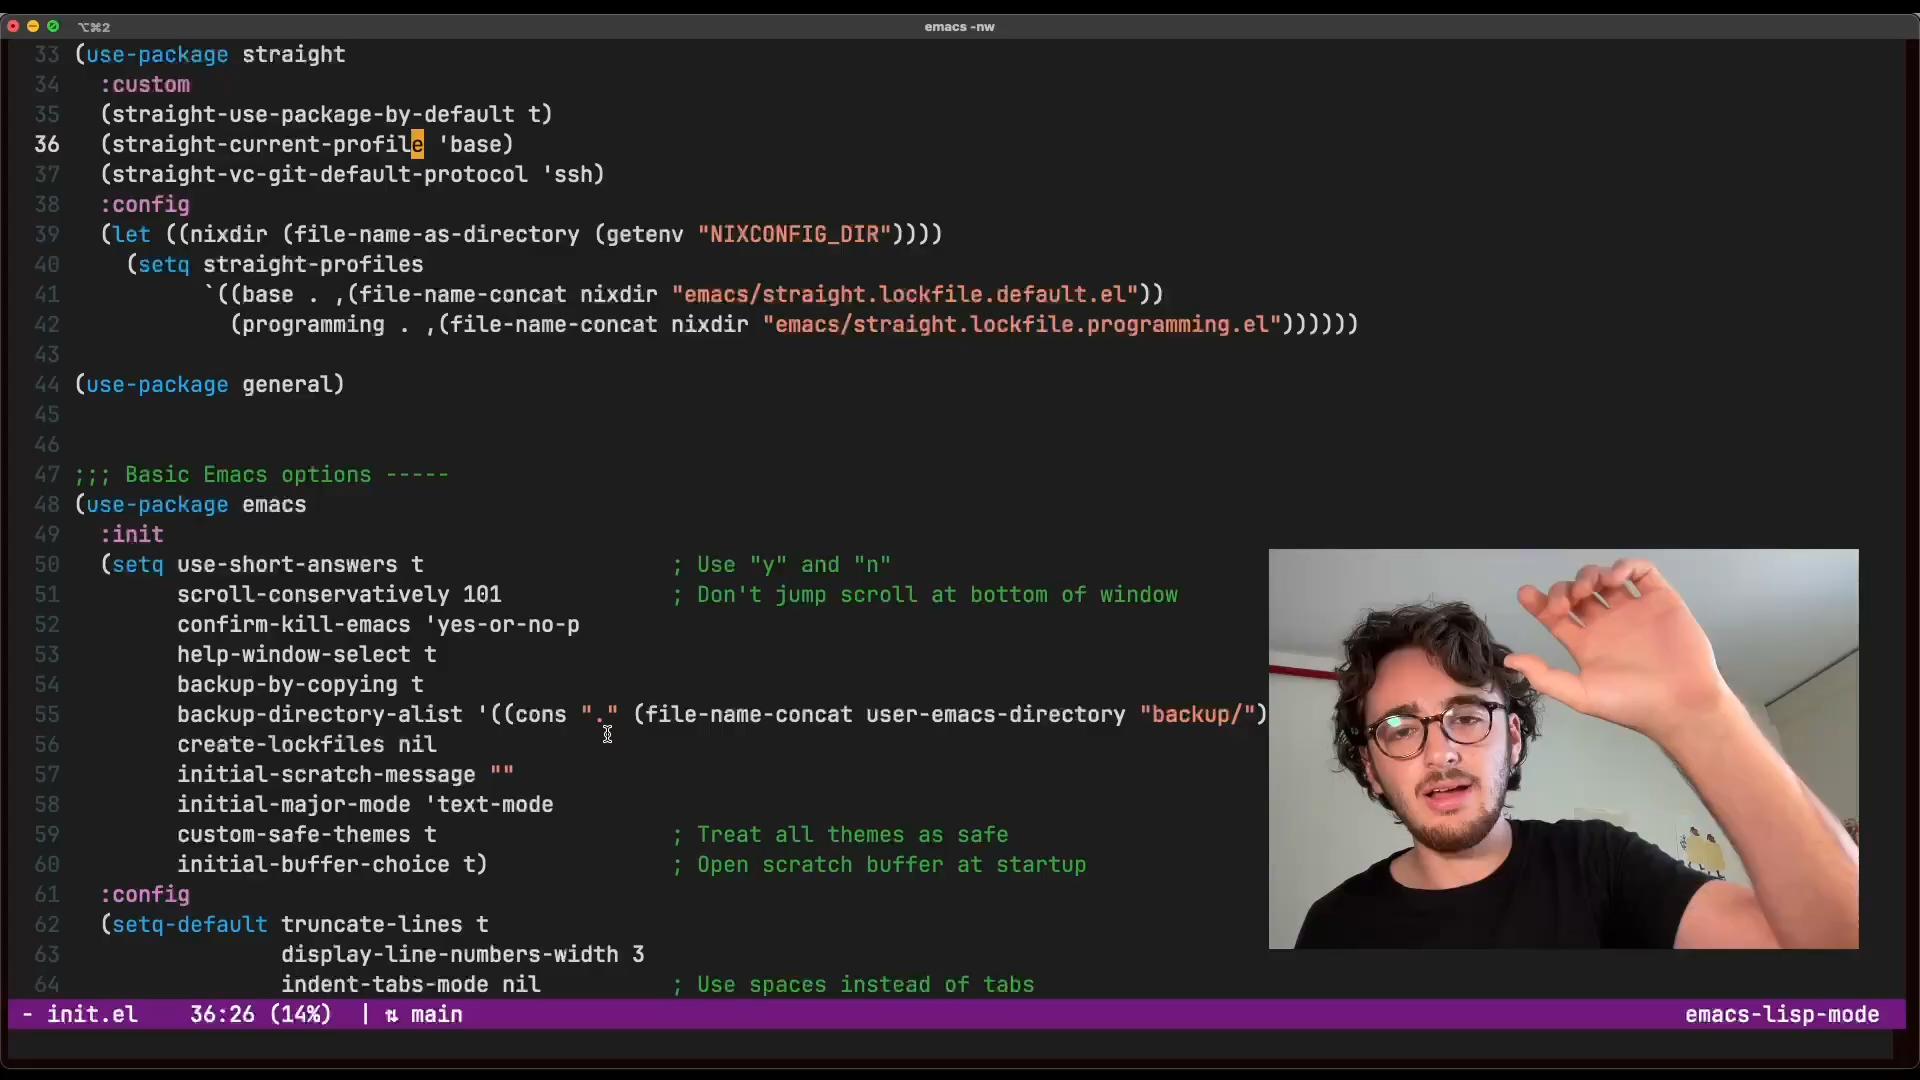 ⌥⌘2
emacs -nw
33 (use-package straight
34   :custom
35   (straight-use-package-by-default t)
36   (straight-current-profile 'base)
37   (straight-vc-git-default-protocol 'ssh)
38   :config
39   (let ((nixdir (file-name-as-directory (getenv "NIXCONFIG_DIR"))))
40     (setq straight-profiles
41           `((base . ,(file-name-concat nixdir "emacs/straight.lockfile.default.el"))
42             (programming . ,(file-name-concat nixdir "emacs/straight.lockfile.programming.el"))))))
43
44 (use-package general)
45
46
47 ;;; Basic Emacs options -----
48 (use-package emacs
49   :init
50   (setq use-short-answers t                   ; Use "y" and "n"
51         scroll-conservatively 101             ; Don't jump scroll at bottom of window
52         confirm-kill-emacs 'yes-or-no-p
53         help-window-select t
54         backup-by-copying t
55         backup-directory-alist '((cons "." (file-name-concat user-emacs-directory "backup/")
56         create-lockfiles nil
57         initial-scratch-message ""
58         initial-major-mode 'text-mode
59         custom-safe-themes t                  ; Treat all themes as safe
60         initial-buffer-choice t)              ; Open scratch buffer at startup
61   :config
62   (setq-default truncate-lines t
63                 display-line-numbers-width 3
64                 indent-tabs-mode nil          ; Use spaces instead of tabs
- init.el    36:26 (14%)  | ⇅ main    emacs-lisp-mode